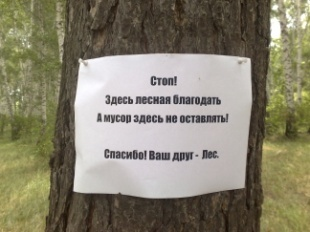 Стоп!
Здесь лесная благодать
А мусор здесь не оставлять!
Спасибо! Ваш друг - Лес.